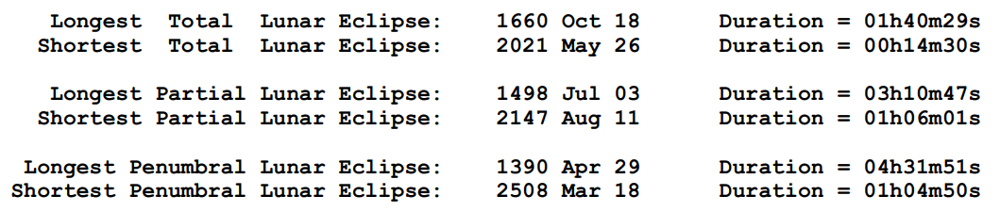 Longest Total Lunar Eclipse: 1660 Oct 18 Duration = 01h40m29s
Shortest Total Lunar Eclipse: 2021 May 26 Duration = 00h14m30s
Longest Partial Lunar Eclipse: 1498 Jul 03 Duration = 03h10m47s
Shortest Partial Lunar Eclipse: 2147 Aug 11 Duration = 01h06m01s
Longest Penumbral Lunar Eclipse: 1390 Apr 29 Duration = 04h31m51s
Shortest Penumbral Lunar Eclipse: 2508 Mar 18 Duration = 01h04m50s